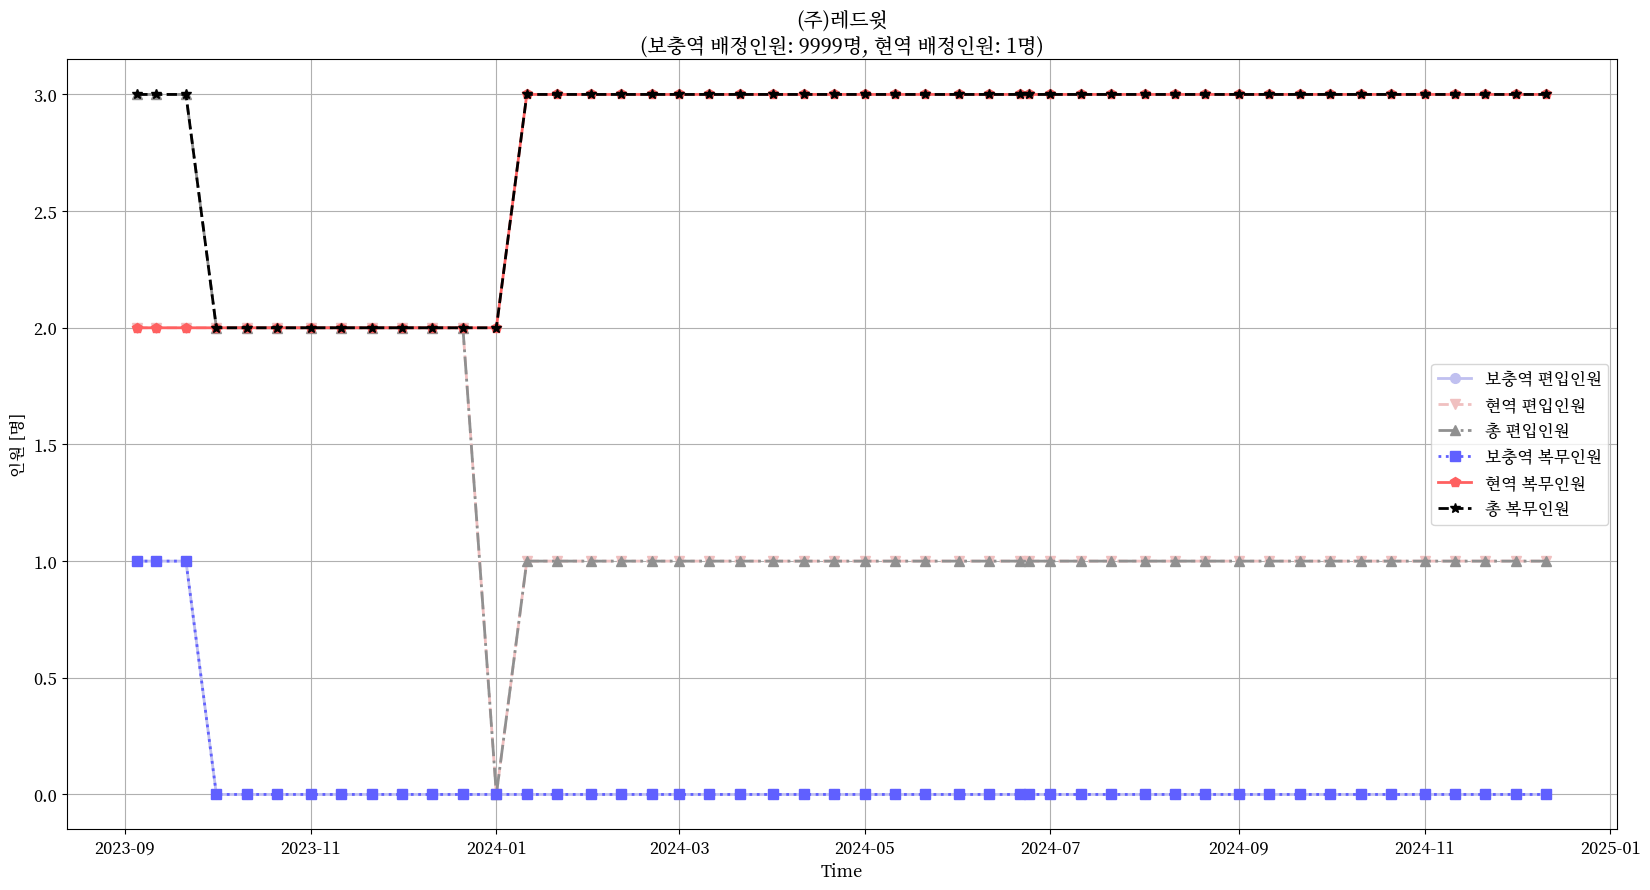 (주)레드윗
(보충역 배정인원: 9999명, 현역 배정인원: 1명)
인원 [명]
3.0
2.5
2.0
1.5
1.0
0.5
0.0
보충역 편입인원
현역 편입인원
총 편입인원
보충역 복무인원
현역 복무인원
총 복무인원
2023-09
2023-11
2024-01
2024-03
2024-05
2024-07
2024-09
2024-11
2025-01
Time